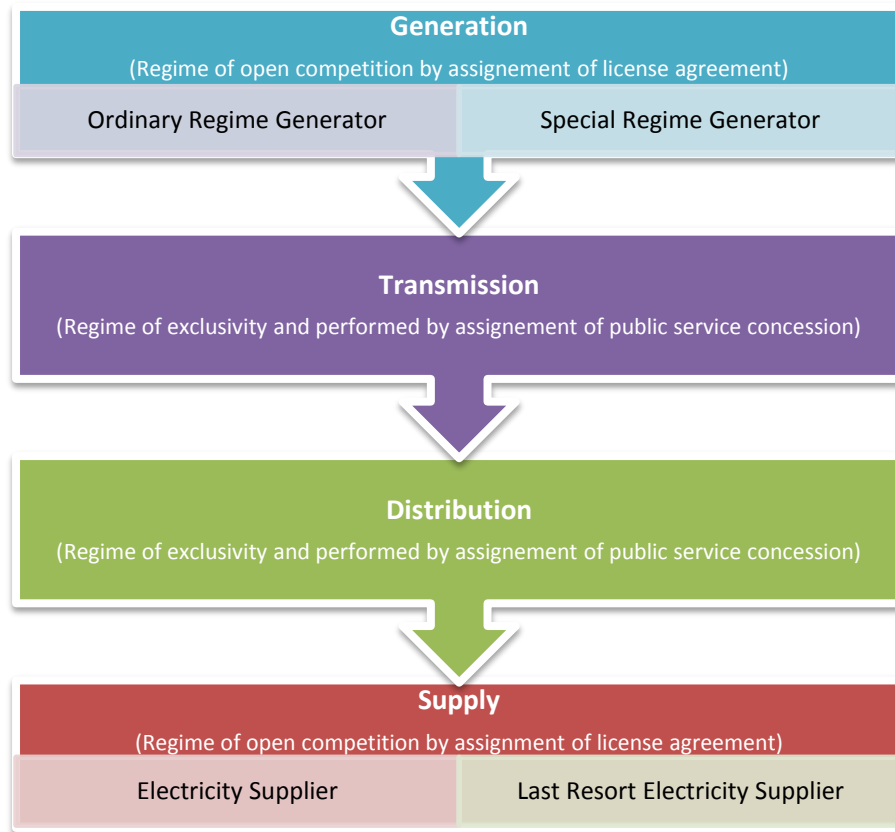 Generation
(Regime of open competition by assignement of license agreement)
Ordinary Regime Generator
Special Regime Generator
Transmission
(Regime of exclusivity and performed by assignement of public service concession)
Distribution
(Regime of exclusivity and performed by assignement of public service concession)
Supply
(Regime of open competition by assignment of license agreement)
Electricity Supplier
Last Resort Electricity Supplier